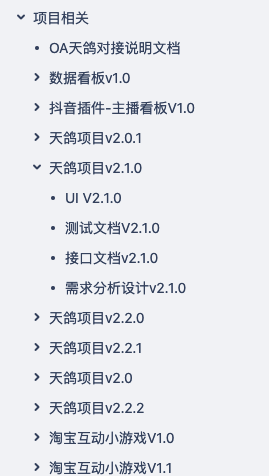 项目相关
OA天鸽对接说明文档
数据看板v1.0
抖音插件-主播看板V1.0
天鸽项目v2.0.1
天鸽项目v2.1.0
UI V2.1.0
测试文档V2.1.0
接口文档v2.1.0
需求分析设计v2.1.0
天鸽项目v2.2.0
天鸽项目v2.2.1
天鸽项目v2.0
天鸽项目v2.2.2
淘宝互动小游戏V1.0
淘宝互动小游戏V1.1